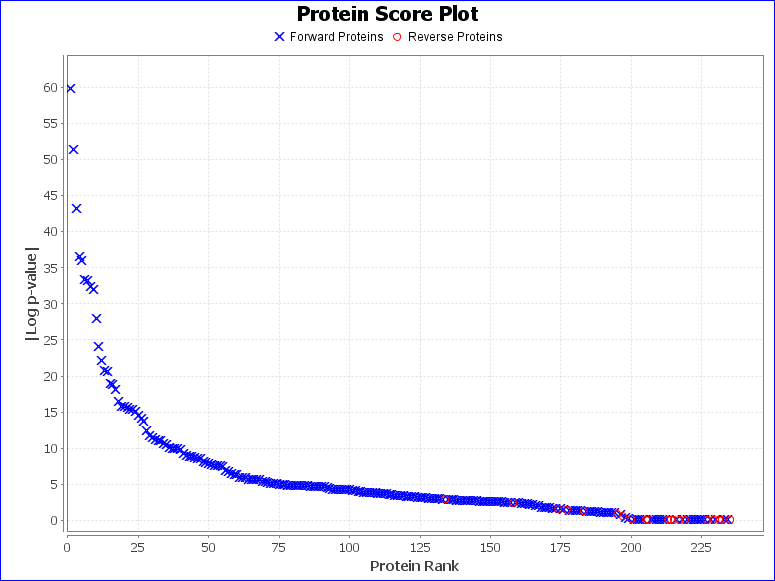 Protein Score Plot
Forward Proteins Reverse Proteins
|Log p-value|
60
55
50
45
40
35
30
25
20
15
10
5
0
0 25 50 75 100 125 150 175 200 225
Protein Rank